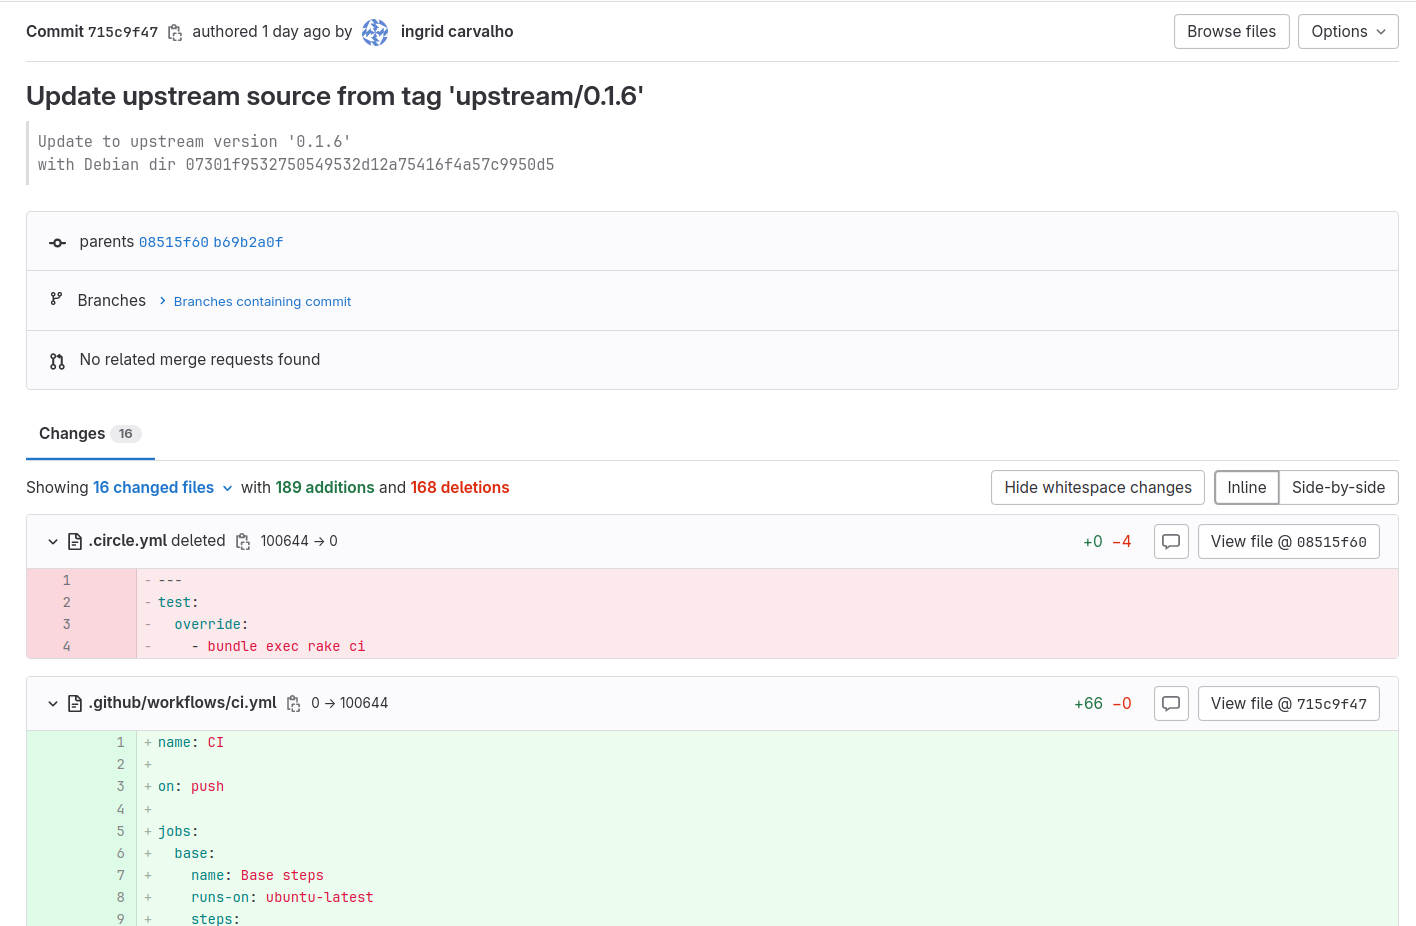 Commit 715c9f47 authored 1 day ago by ingrid carvalho Browse files Options
Update upstream source from tag 'upstream/0.1.6'
Update to upstream version '0.1.6'
with Debian dir 07301f9532750549532d12a75416f4a57c9950d5
parents 08515f60 b69b2a0f
Branches Branches containing commit
No related merge requests found
Changes 16
Showing 16 changed files with 189 additions and 168 deletions Hide whitespace changes Inline Side-by-side
.circle.yml deleted 100644 → 0 +0 −4 View file @ 08515f60
1 - ---
2 - test:
3 - override:
4 - - bundle exec rake ci
.github/workflows/ci.yml 0 → 100644 +66 −0 View file @ 715c9f47
1 + name: CI
2 +
3 + on: push
4 +
5 + jobs:
6 + base:
7 + name: Base steps
8 + runs-on: ubuntu-latest
9 + steps: